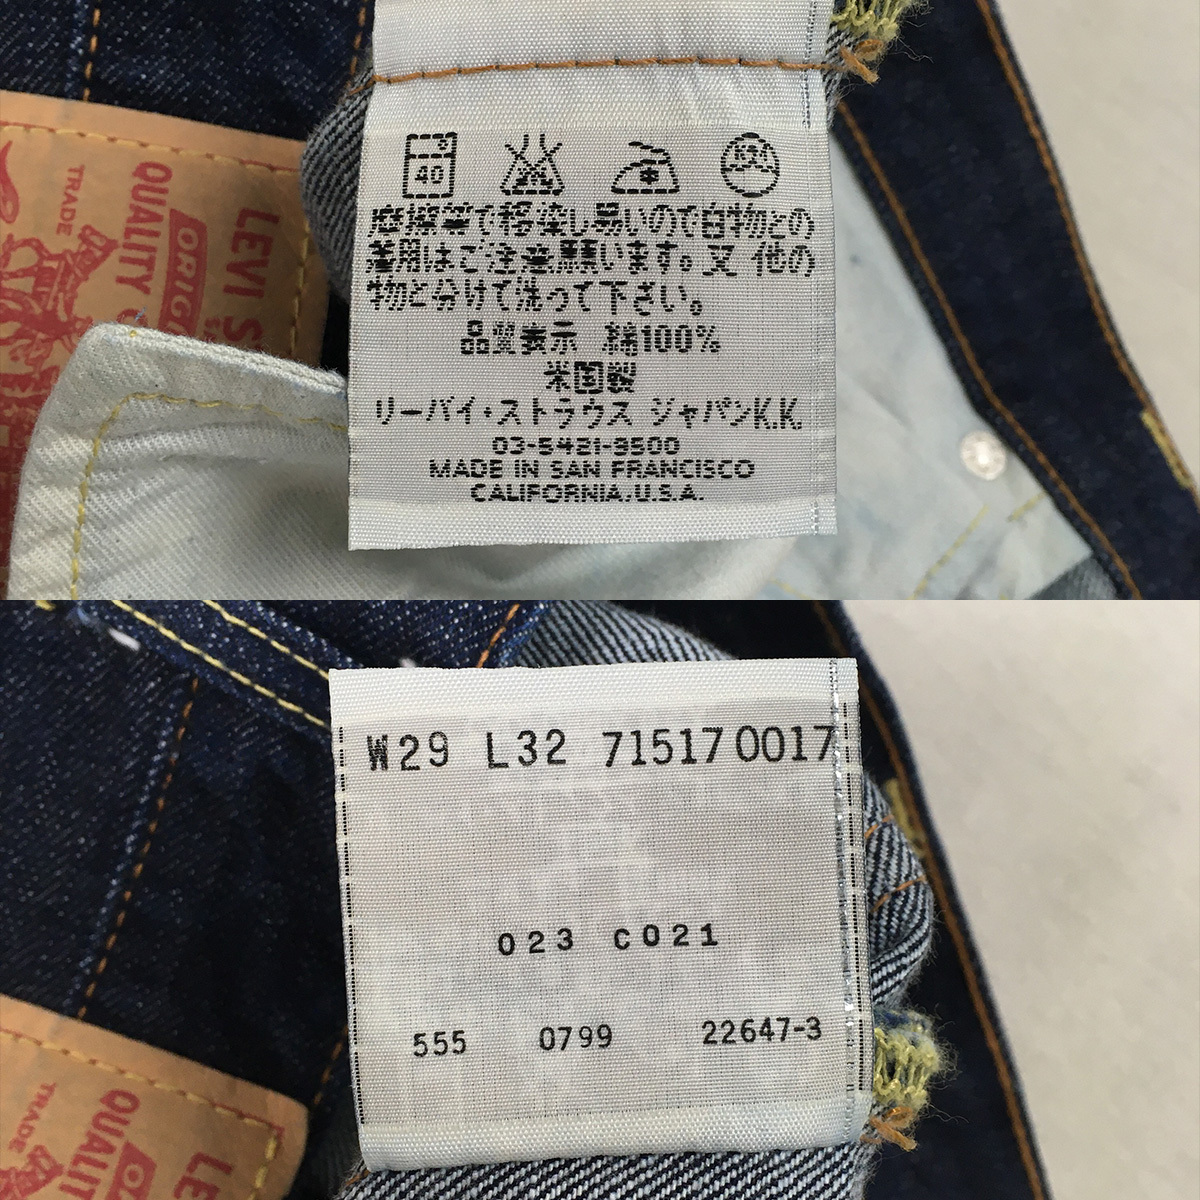 40
摩擦等で移染し易いので白物との
着用はご注意願います。又 他の
物と分けて洗って下さい。
品質表示 綿100%
米国製
リーバイ・ストラウス ジャパンK.K.
03-5421-9500
MADE IN SAN FRANCISCO
CALIFORNIA.U.S.A.
LEVI S
ORIG
QUALITY
TRADE
W29 L32 71517 0017
023 C021
555 0799 22647-3
LE
QUALIT
TRADE